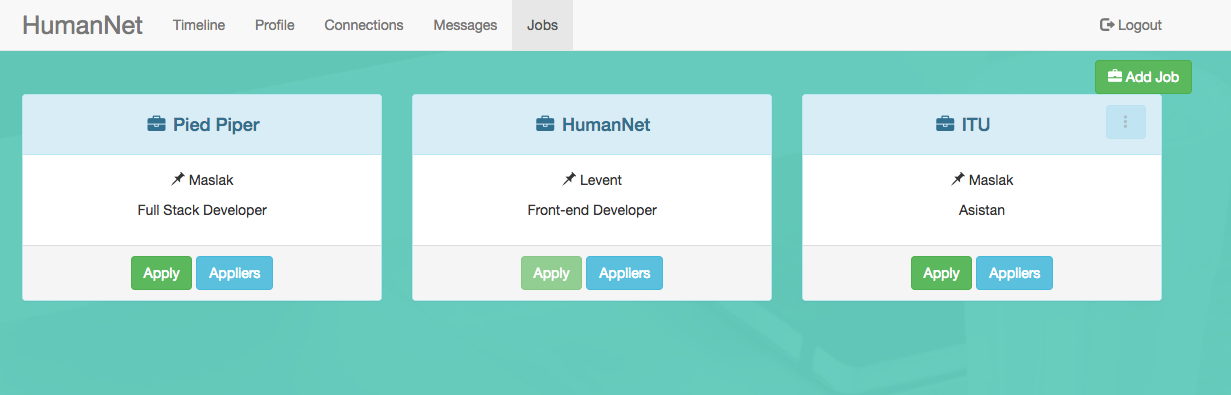 HumanNet Timeline Profile Connections Messages Jobs Logout
Add Job
Pied Piper
Maslak
Full Stack Developer
Apply Appliers
HumanNet
Levent
Front-end Developer
Apply Appliers
ITU
Maslak
Asistan
Apply Appliers